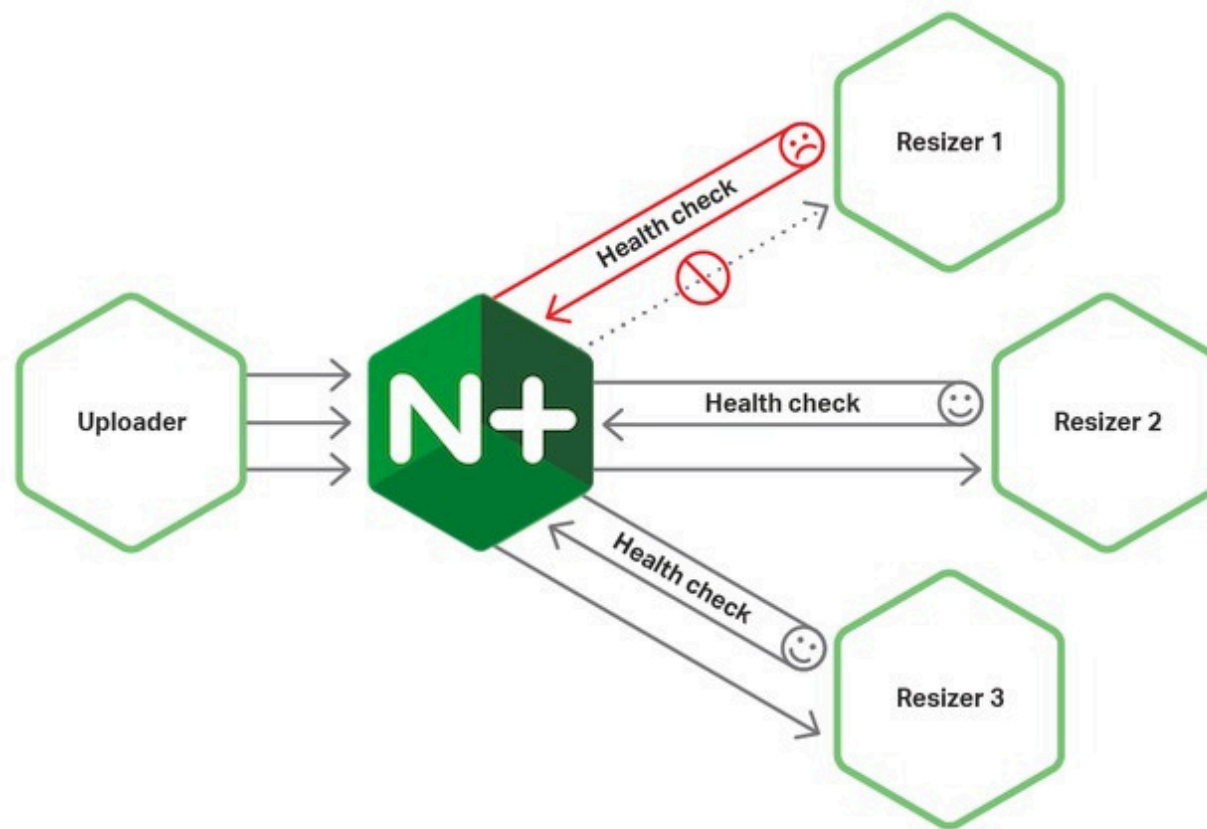 Resizer 1
Health check
Uploader
N+
Health check
Resizer 2
Health check
Resizer 3